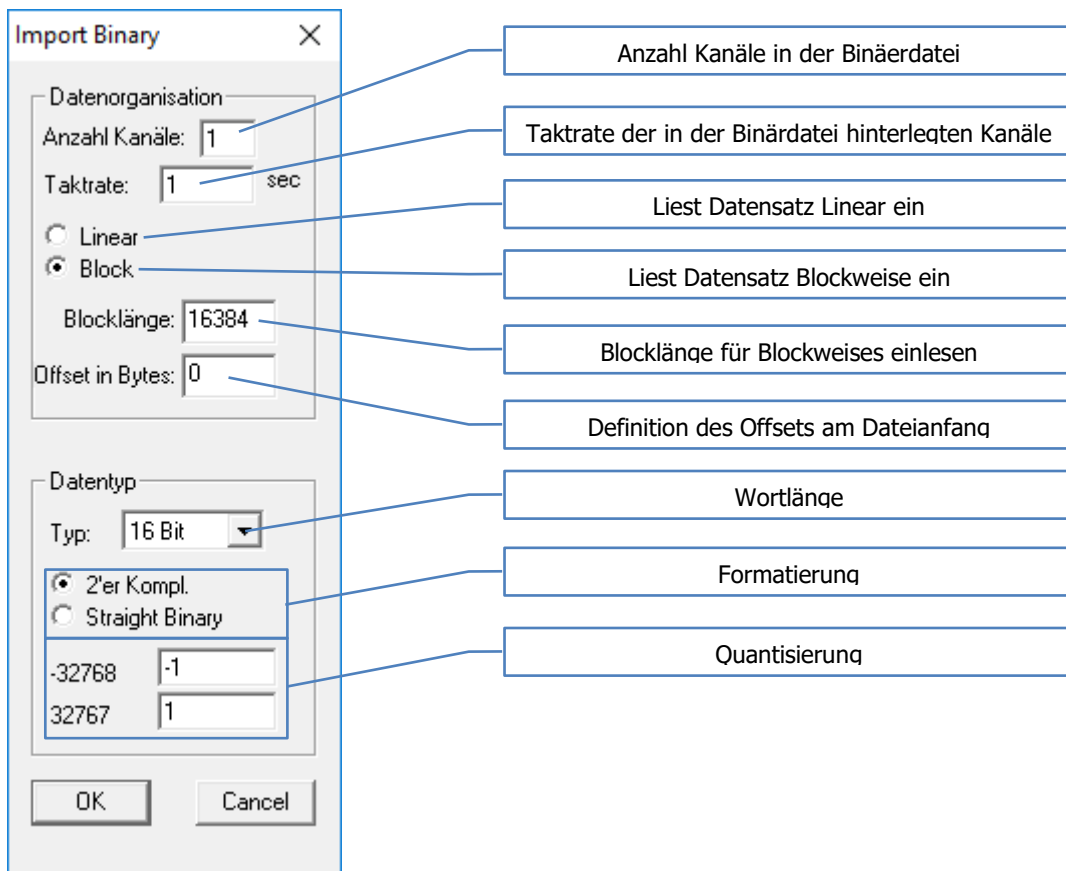 Import Binary
Datenorganisation
Anzahl Kanäle: 1
Taktrate: 1 sec
Linear
Block
Blocklänge: 16384
Offset in Bytes: 0
Datentyp
Typ: 16 Bit
2'er Kompl.
Straight Binary
-32768 -1
32767 1
OK Cancel
Anzahl Kanäle in der Binäerdatei
Taktrate der in der Binärdatei hinterlegten Kanäle
Liest Datensatz Linear ein
Liest Datensatz Blockweise ein
Blocklänge für Blockweises einlesen
Definition des Offsets am Dateianfang
Wortlänge
Formatierung
Quantisierung